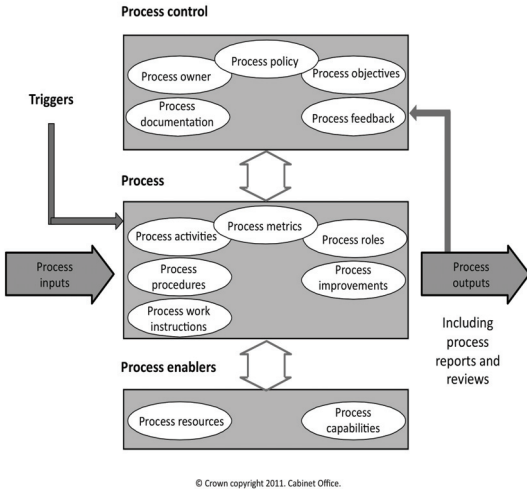 Process control
Process policy
Process owner
Process objectives
Process
documentation
Process feedback
Triggers
Process
Process metrics
Process activities
Process roles
Process
procedures
Process
improvements
Process work
instructions
Process
inputs
Process
outputs
Including
process
reports and
reviews
Process enablers
Process resources
Process
capabilities
© Crown copyright 2011. Cabinet Office.